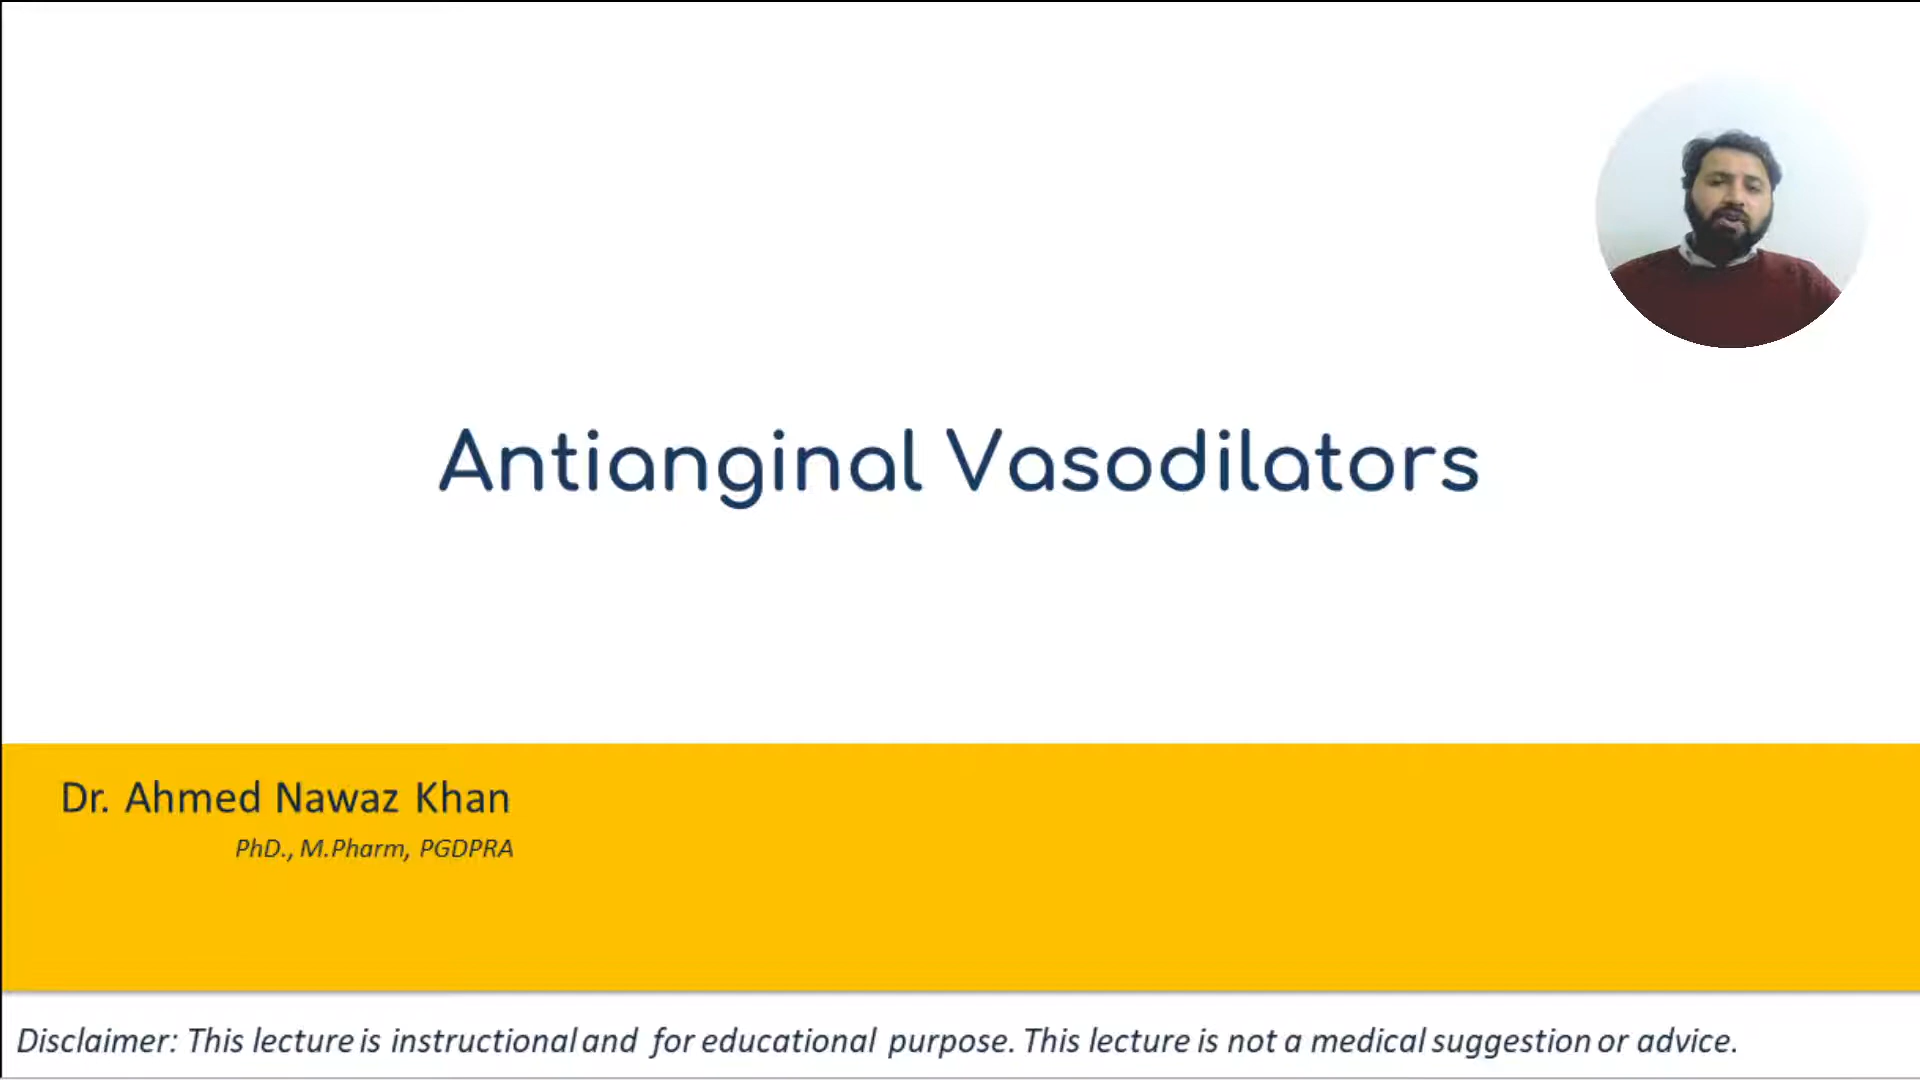 Antianginal Vasodilators
Dr. Ahmed Nawaz Khan
PhD., M.Pharm, PGDPRA
Disclaimer: This lecture is instructional and for educational purpose. This lecture is not a medical suggestion or advice.